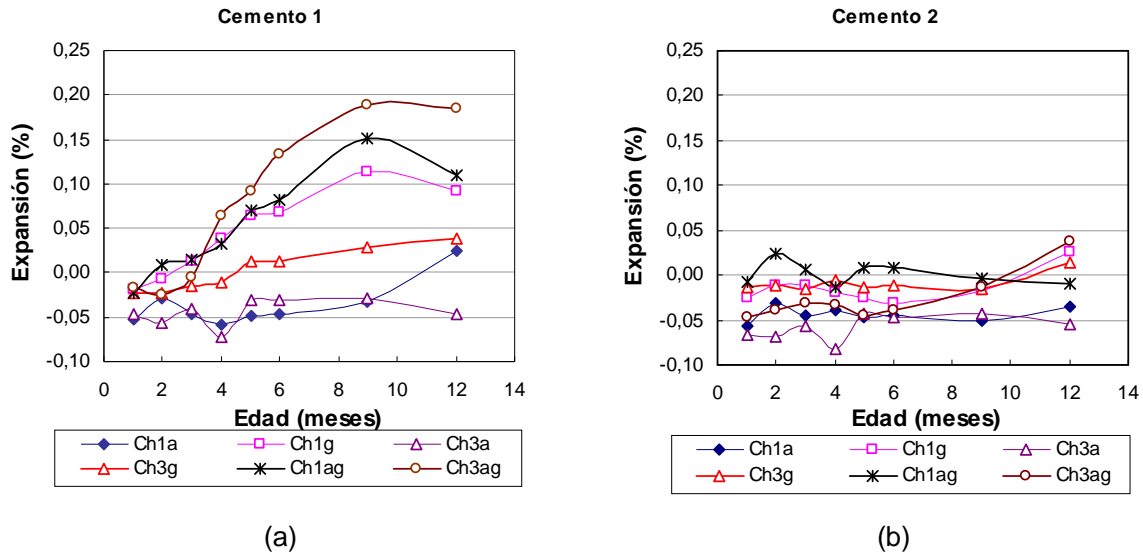 Cemento 1
Expansión (%)
0,25
0,20
0,15
0,10
0,05
0,00
-0,05
-0,10
0 2 4 6 8 10 12 14
Edad (meses)
Ch1a Ch1g Ch3a
Ch3g Ch1ag Ch3ag
(a)
Cemento 2
Expansión (%)
0,25
0,20
0,15
0,10
0,05
0,00
-0,05
-0,10
0 2 4 6 8 10 12 14
Edad (meses)
Ch1a Ch1g Ch3a
Ch3g Ch1ag Ch3ag
(b)